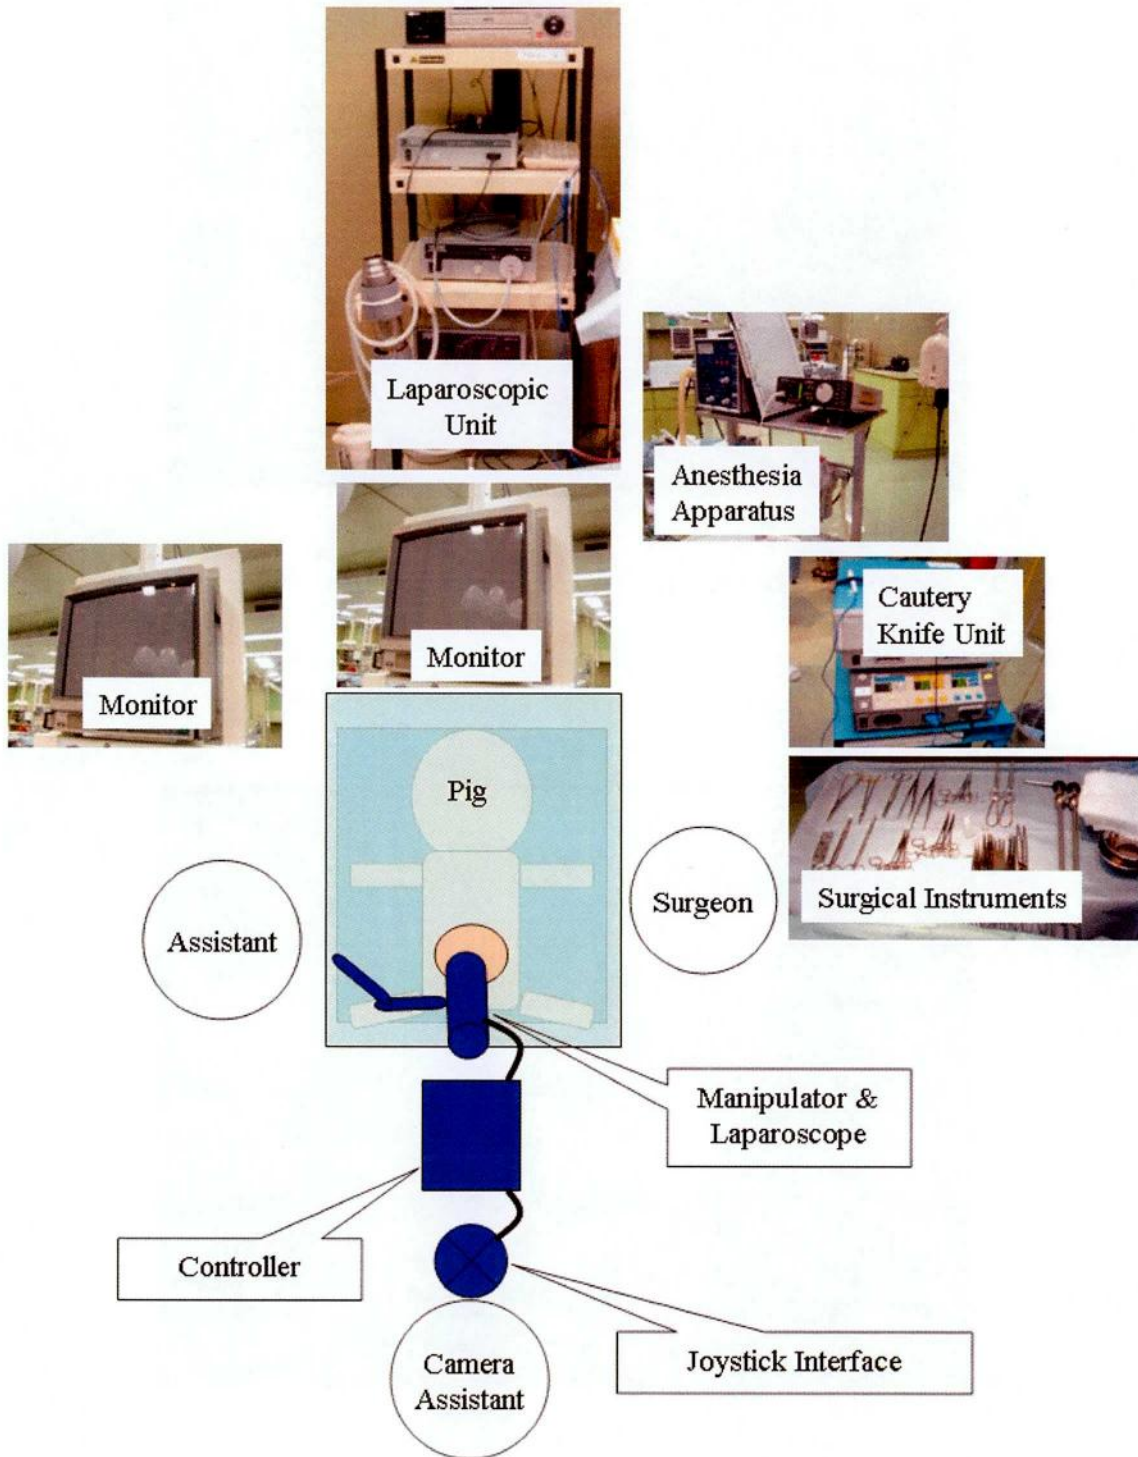 Laparoscopic
Unit
Anesthesia
Apparatus
Cautery
Knife Unit
Monitor
Monitor
Pig
Surgical Instruments
Surgeon
Assistant
Manipulator &
Laparoscope
Controller
Joystick Interface
Camera
Assistant